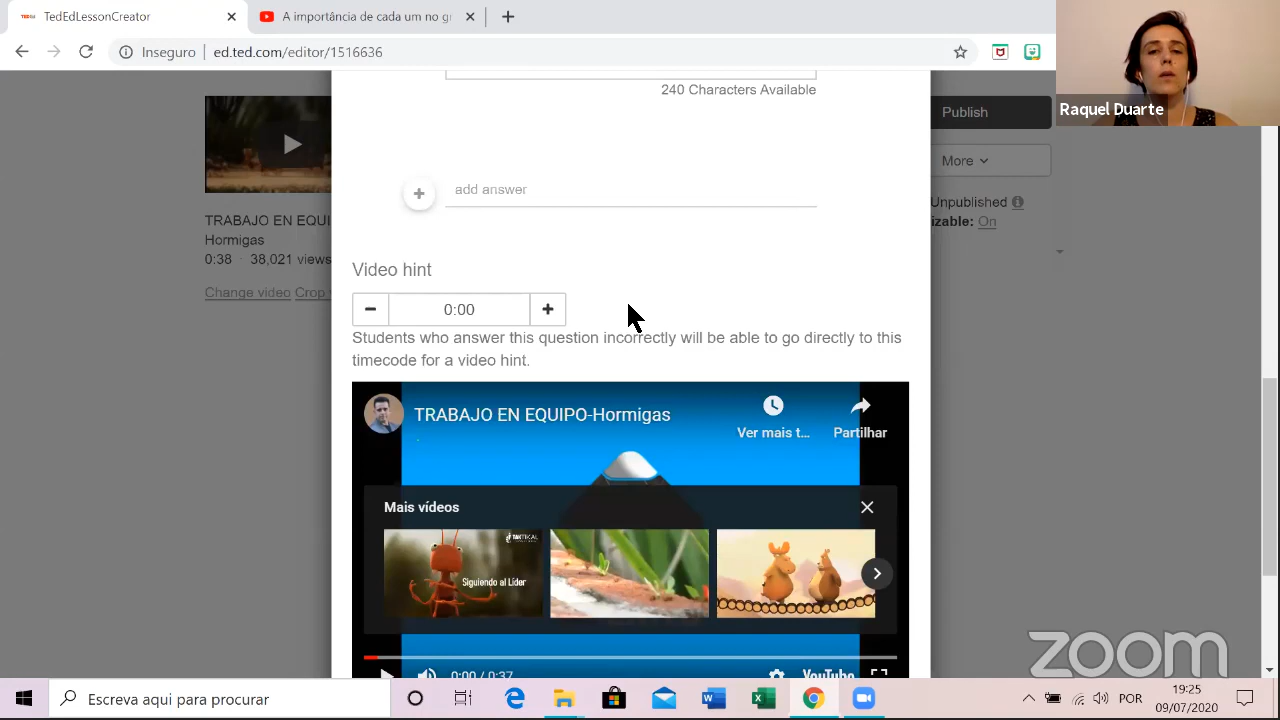 TED Ed
TedEdLessonCreator
A importância de cada um no gr
Inseguro
ed.ted.com/editor/1516636
Raquel Duarte
240 Characters Available
Publish
More
add answer
Unpublished
izable: On
TRABAJO EN EQUI
Hormigas
0:38 · 38,021 views
Change video Crop
Video hint
− 0:00 +
Students who answer this question incorrectly will be able to go directly to this
timecode for a video hint.
TRABAJO EN EQUIPO-Hormigas
Ver mais t...
Partilhar
Mais vídeos
TAKTIKAL
Siguiendo al Líder
0:00 / 0:37
YouTube
zoom
Escreva aqui para procurar
POR
19:25
09/07/2020